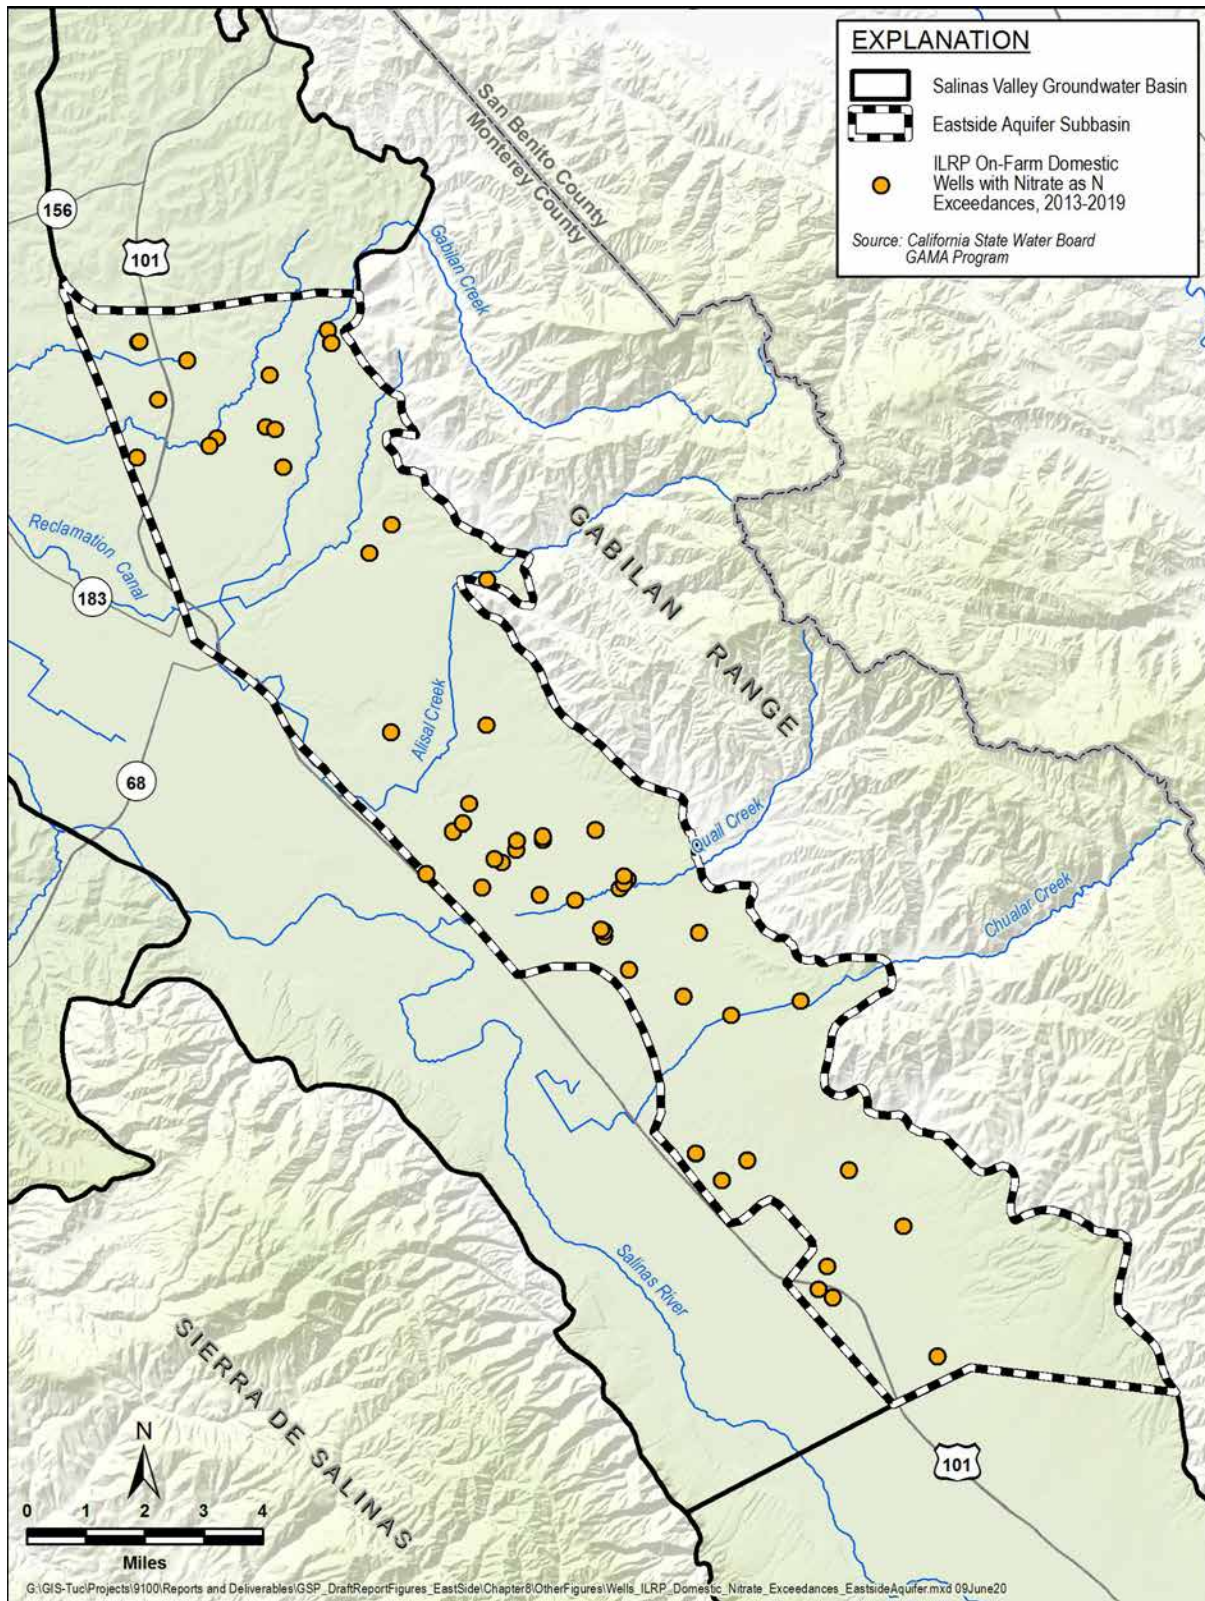 EXPLANATION
Salinas Valley Groundwater Basin
Eastside Aquifer Subbasin
ILRP On-Farm Domestic
Wells with Nitrate as N
Exceedances, 2013-2019
Source: California State Water Board
GAMA Program
San Benito County
Monterey County
156
101
Gabilan Creek
GABILAN RANGE
Reclamation Canal
183
Alisal Creek
68
Quail Creek
Chualar Creek
Salinas River
SIERRA DE SALINAS
101
N
0 1 2 3 4
Miles
G:\GIS-Tuc\Projects\9100\Reports and Deliverables\GSP_DraftReportFigures_EastSide\Chapter8\OtherFigures\Wells_ILRP_Domestic_Nitrate_Exceedances_EastsideAquifer.mxd 09June20